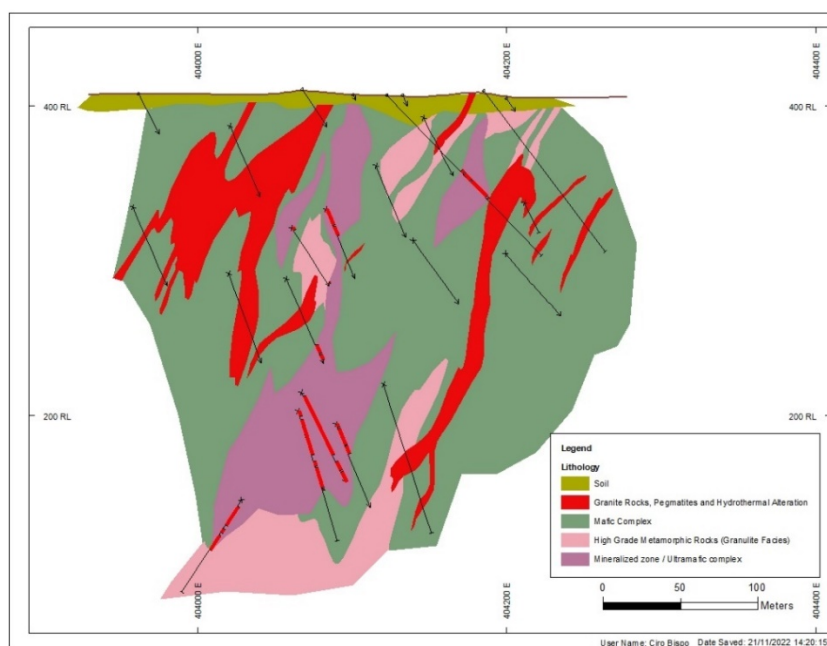 404000 E
404200 E
404400 E
400 RL
400 RL
200 RL
200 RL
Legend
Lithology
Soil
Granite Rocks, Pegmatites and Hydrothermal Alteration
Mafic Complex
High Grade Metamorphic Rocks (Granulite Facies)
Mineralized zone / Ultramafic complex
0 50 100
Meters
404000 E
404200 E
404400 E
User Name: Ciro Bispo Date Saved: 21/11/2022 14:20:15